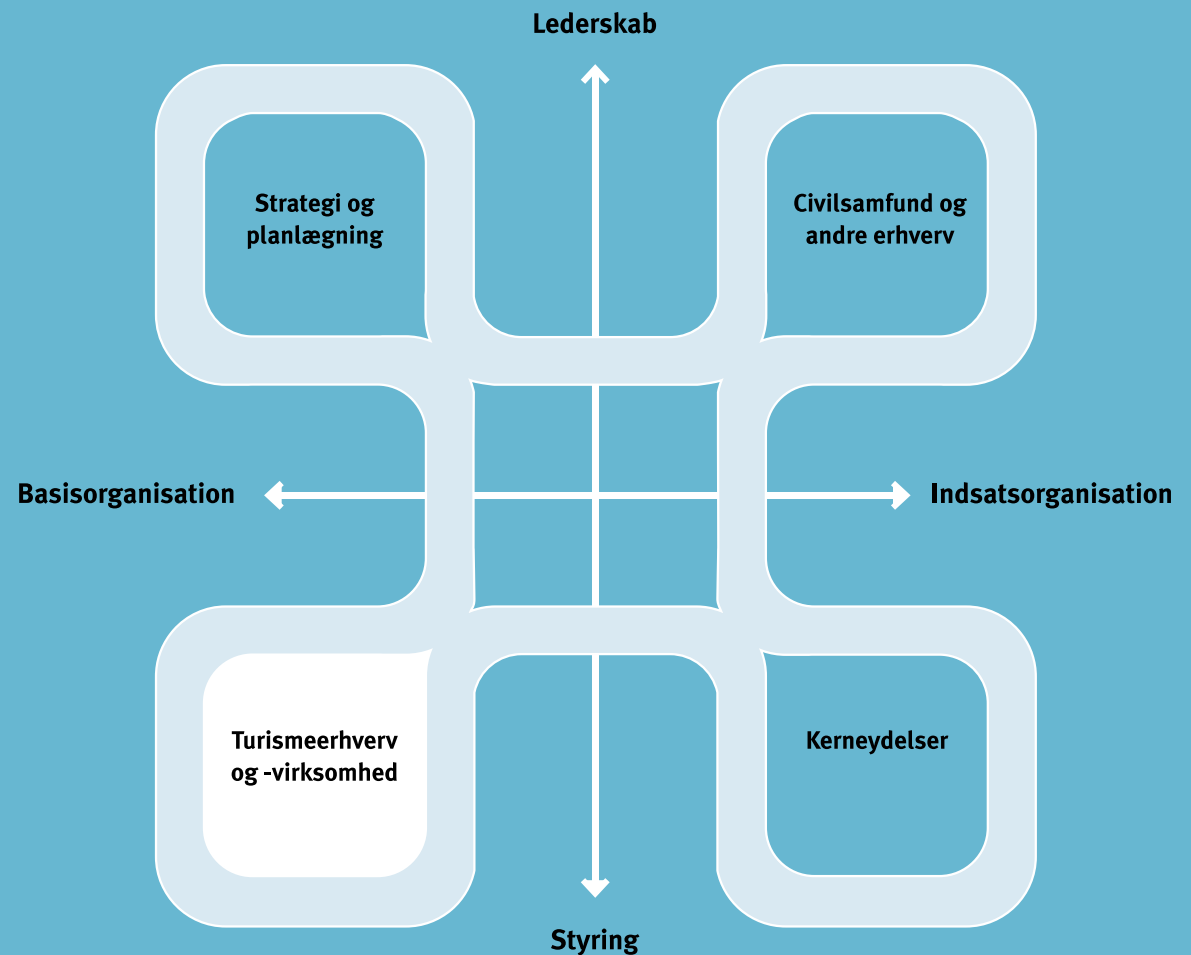 Lederskab
Strategi og
planlægning
Civilsamfund og
andre erhverv
Basisorganisation
Indsatsorganisation
Turismeerhverv
og -virksomhed
Kerneydelser
Styring